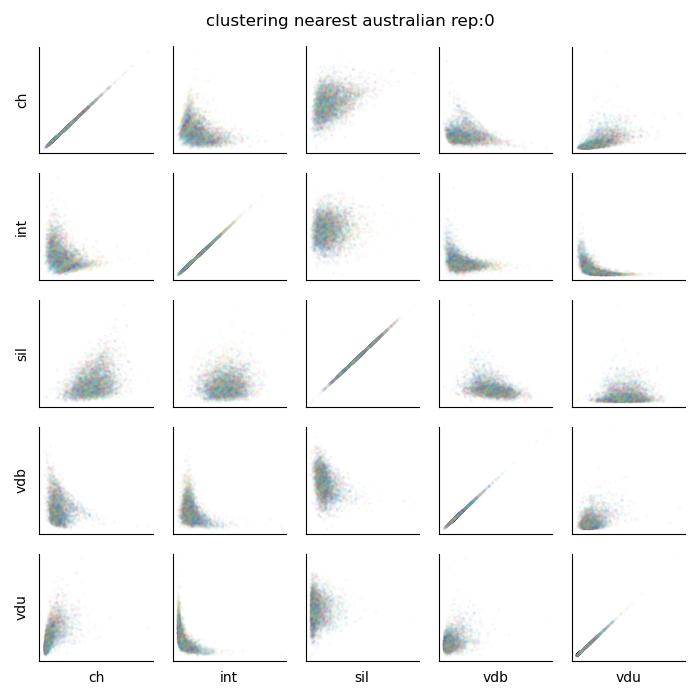 clustering nearest australian rep:0
ch
int
sil
vdb
vdu
ch int sil vdb vdu